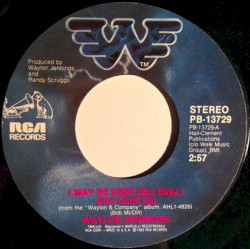 TM
Produced by
Waylon Jennings
and
Randy Scruggs
RCA
RECORDS
STEREO
PB-13729
PB-13729-A
Hall-Clement
Publications
(c/o Welk Music
Group), BMI
2:57
I MAY BE USED (But Baby I
Ain't Used Up)
(from the "Waylon & Company" album, AHL1-4826)
(Bob McDill)
WAYLON JENNINGS